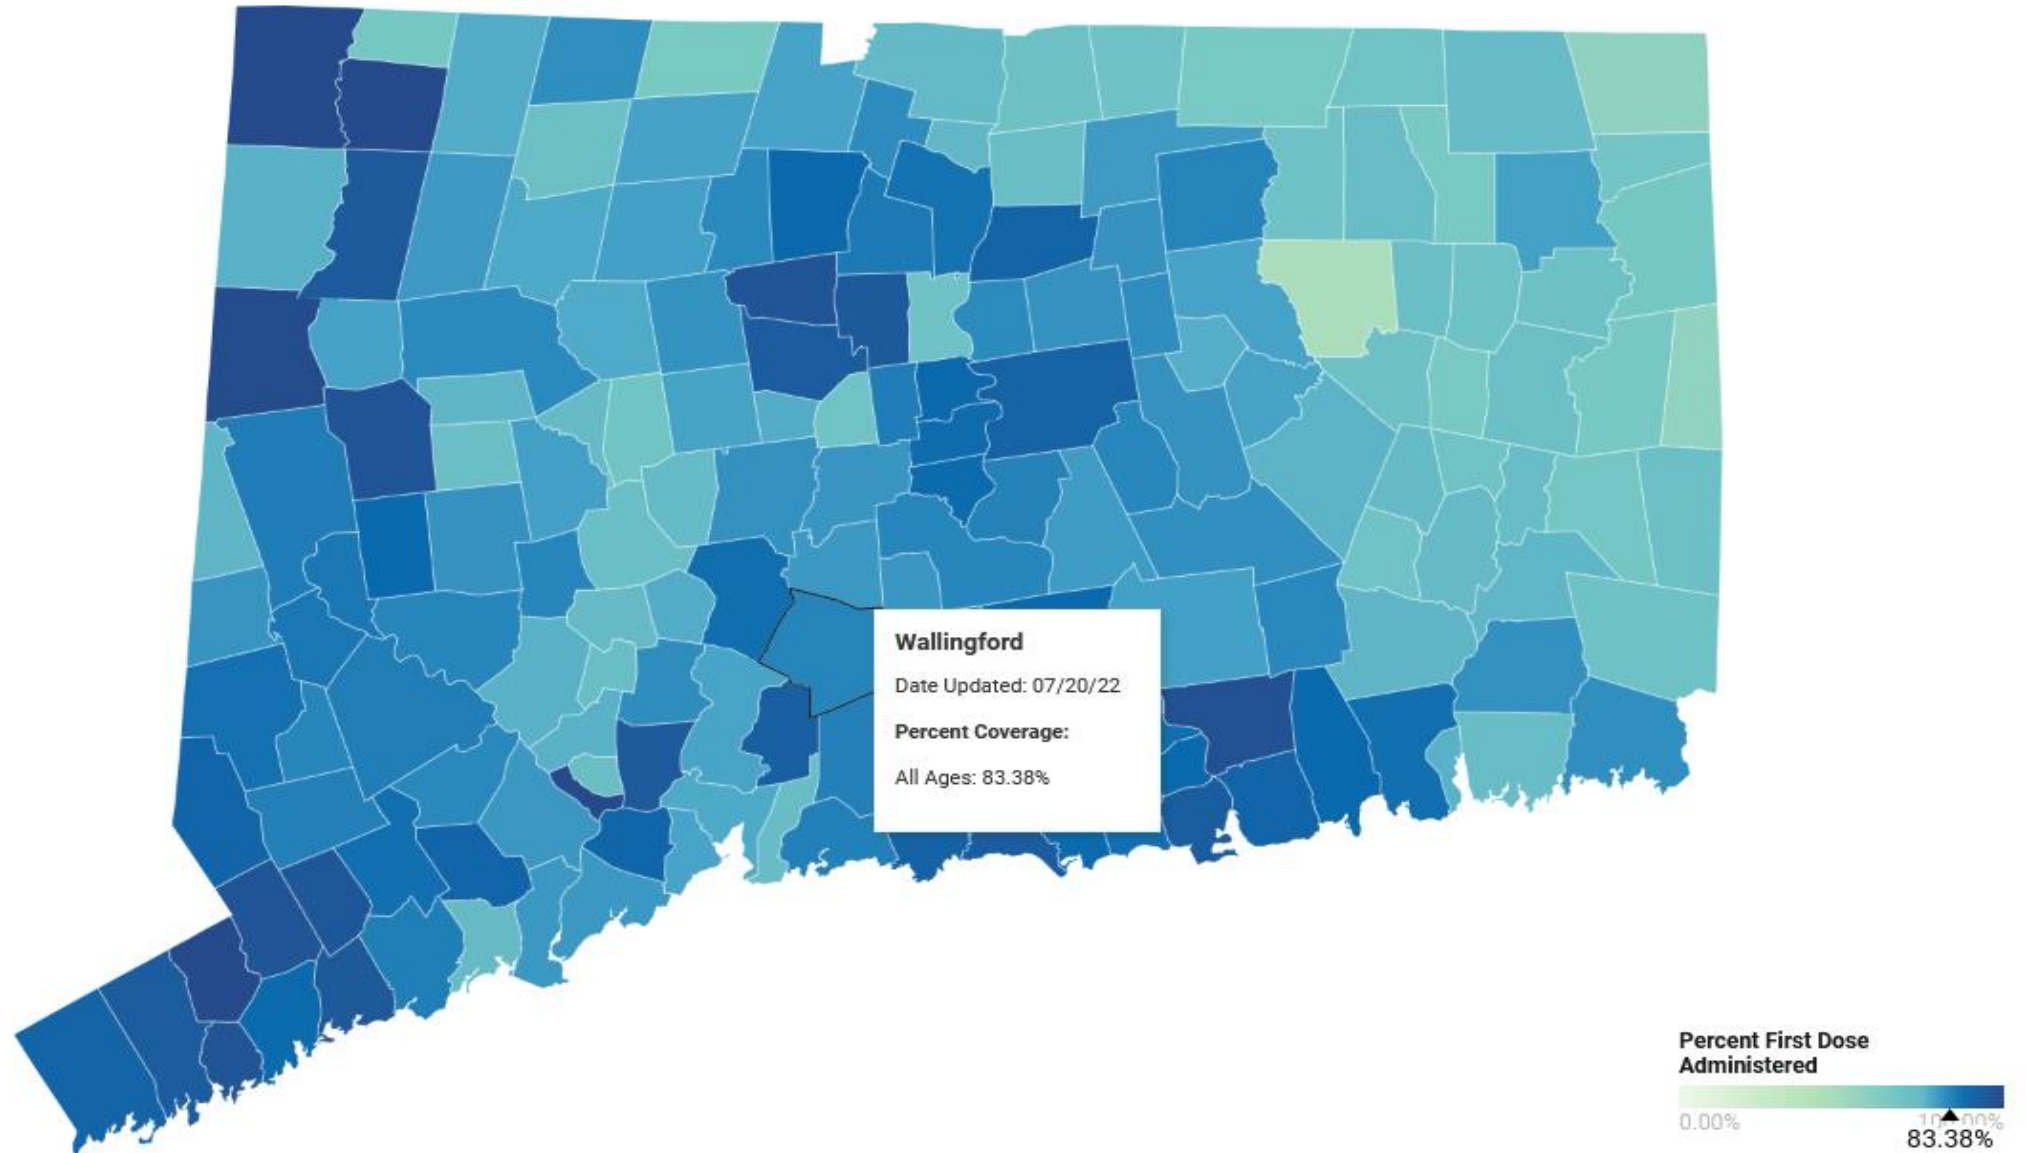 Wallingford
Date Updated: 07/20/22
Percent Coverage:
All Ages: 83.38%
Percent First Dose
Administered
0.00%
83.38%